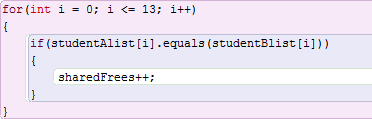 for(int i = 0; i <= 13; i++)
{
if(studentAlist[i].equals(studentBlist[i]))
{
sharedFrees++;
}
}